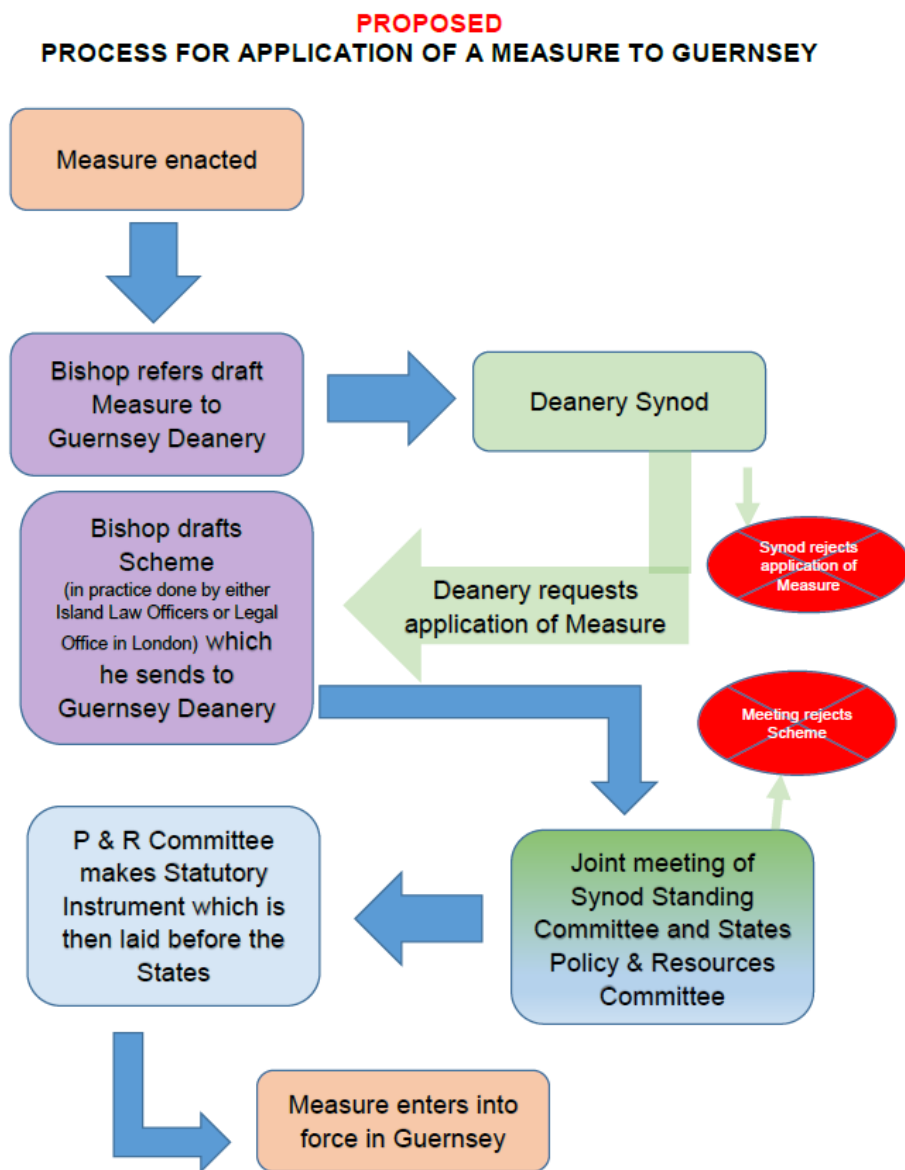 PROPOSED
PROCESS FOR APPLICATION OF A MEASURE TO GUERNSEY
Measure enacted
Bishop refers draft
Measure to
Guernsey Deanery
Deanery Synod
Synod rejects
application of
Measure
Deanery requests
application of Measure
Bishop drafts
Scheme
(in practice done by either
Island Law Officers or Legal
Office in London) which
he sends to
Guernsey Deanery
Meeting rejects
Scheme
Joint meeting of
Synod Standing
Committee and States
Policy & Resources
Committee
P & R Committee
makes Statutory
Instrument which is
then laid before the
States
Measure enters into
force in Guernsey